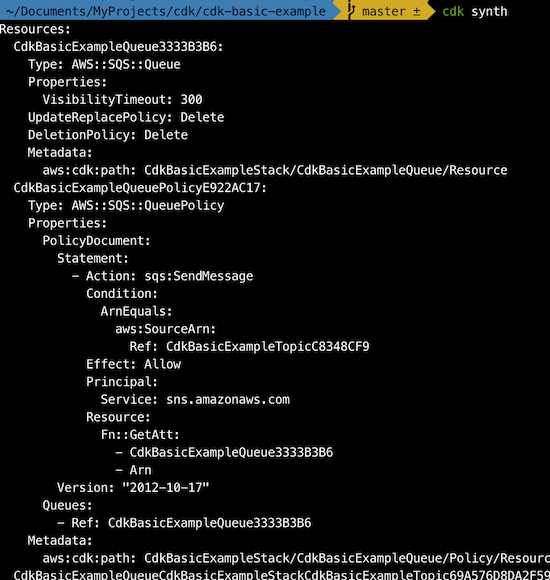 ~/Documents/MyProjects/cdk/cdk-basic-example master ± cdk synth
Resources:
  CdkBasicExampleQueue3333B3B6:
    Type: AWS::SQS::Queue
    Properties:
      VisibilityTimeout: 300
    UpdateReplacePolicy: Delete
    DeletionPolicy: Delete
    Metadata:
      aws:cdk:path: CdkBasicExampleStack/CdkBasicExampleQueue/Resource
  CdkBasicExampleQueuePolicyE922AC17:
    Type: AWS::SQS::QueuePolicy
    Properties:
      PolicyDocument:
        Statement:
          - Action: sqs:SendMessage
            Condition:
              ArnEquals:
                aws:SourceArn:
                  Ref: CdkBasicExampleTopicC8348CF9
            Effect: Allow
            Principal:
              Service: sns.amazonaws.com
            Resource:
              Fn::GetAtt:
                - CdkBasicExampleQueue3333B3B6
                - Arn
        Version: "2012-10-17"
      Queues:
        - Ref: CdkBasicExampleQueue3333B3B6
    Metadata:
      aws:cdk:path: CdkBasicExampleStack/CdkBasicExampleQueue/Policy/Resourc
  CdkBasicExampleQueueCdkBasicExampleStackCdkBasicExampleTopic69A576D8DA2F59